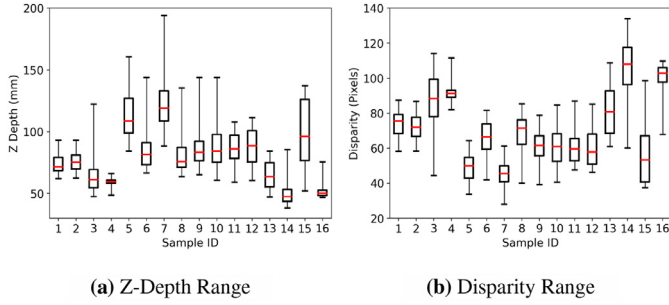 200
150
100
50
Z Depth (mm)
1 2 3 4 5 6 7 8 9 10 11 12 13 14 15 16
Sample ID
(a) Z-Depth Range
140
120
100
80
60
40
20
Disparity (Pixels)
1 2 3 4 5 6 7 8 9 10 11 12 13 14 15 16
Sample ID
(b) Disparity Range